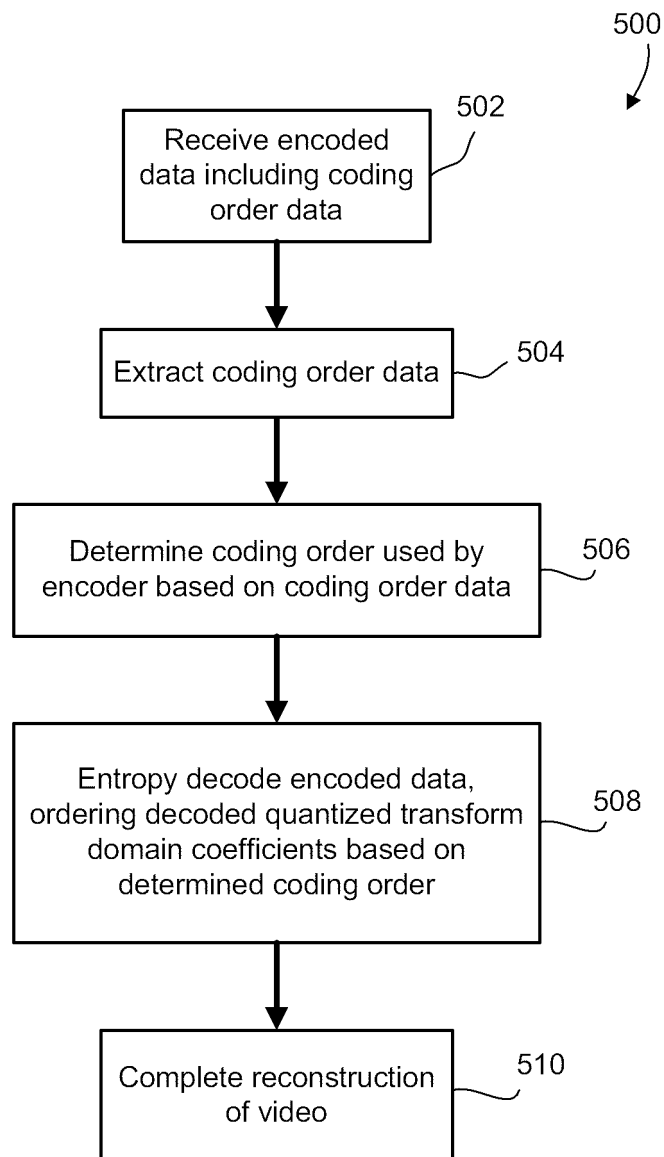 500
502
Receive encoded
data including coding
order data
504
Extract coding order data
506
Determine coding order used by
encoder based on coding order data
508
Entropy decode encoded data,
ordering decoded quantized transform
domain coefficients based on
determined coding order
510
Complete reconstruction
of video